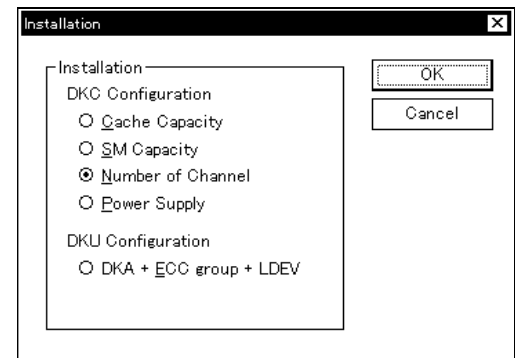 Installation
Installation
DKC Configuration
Cache Capacity
SM Capacity
Number of Channel
Power Supply
DKU Configuration
DKA + ECC group + LDEV
OK
Cancel